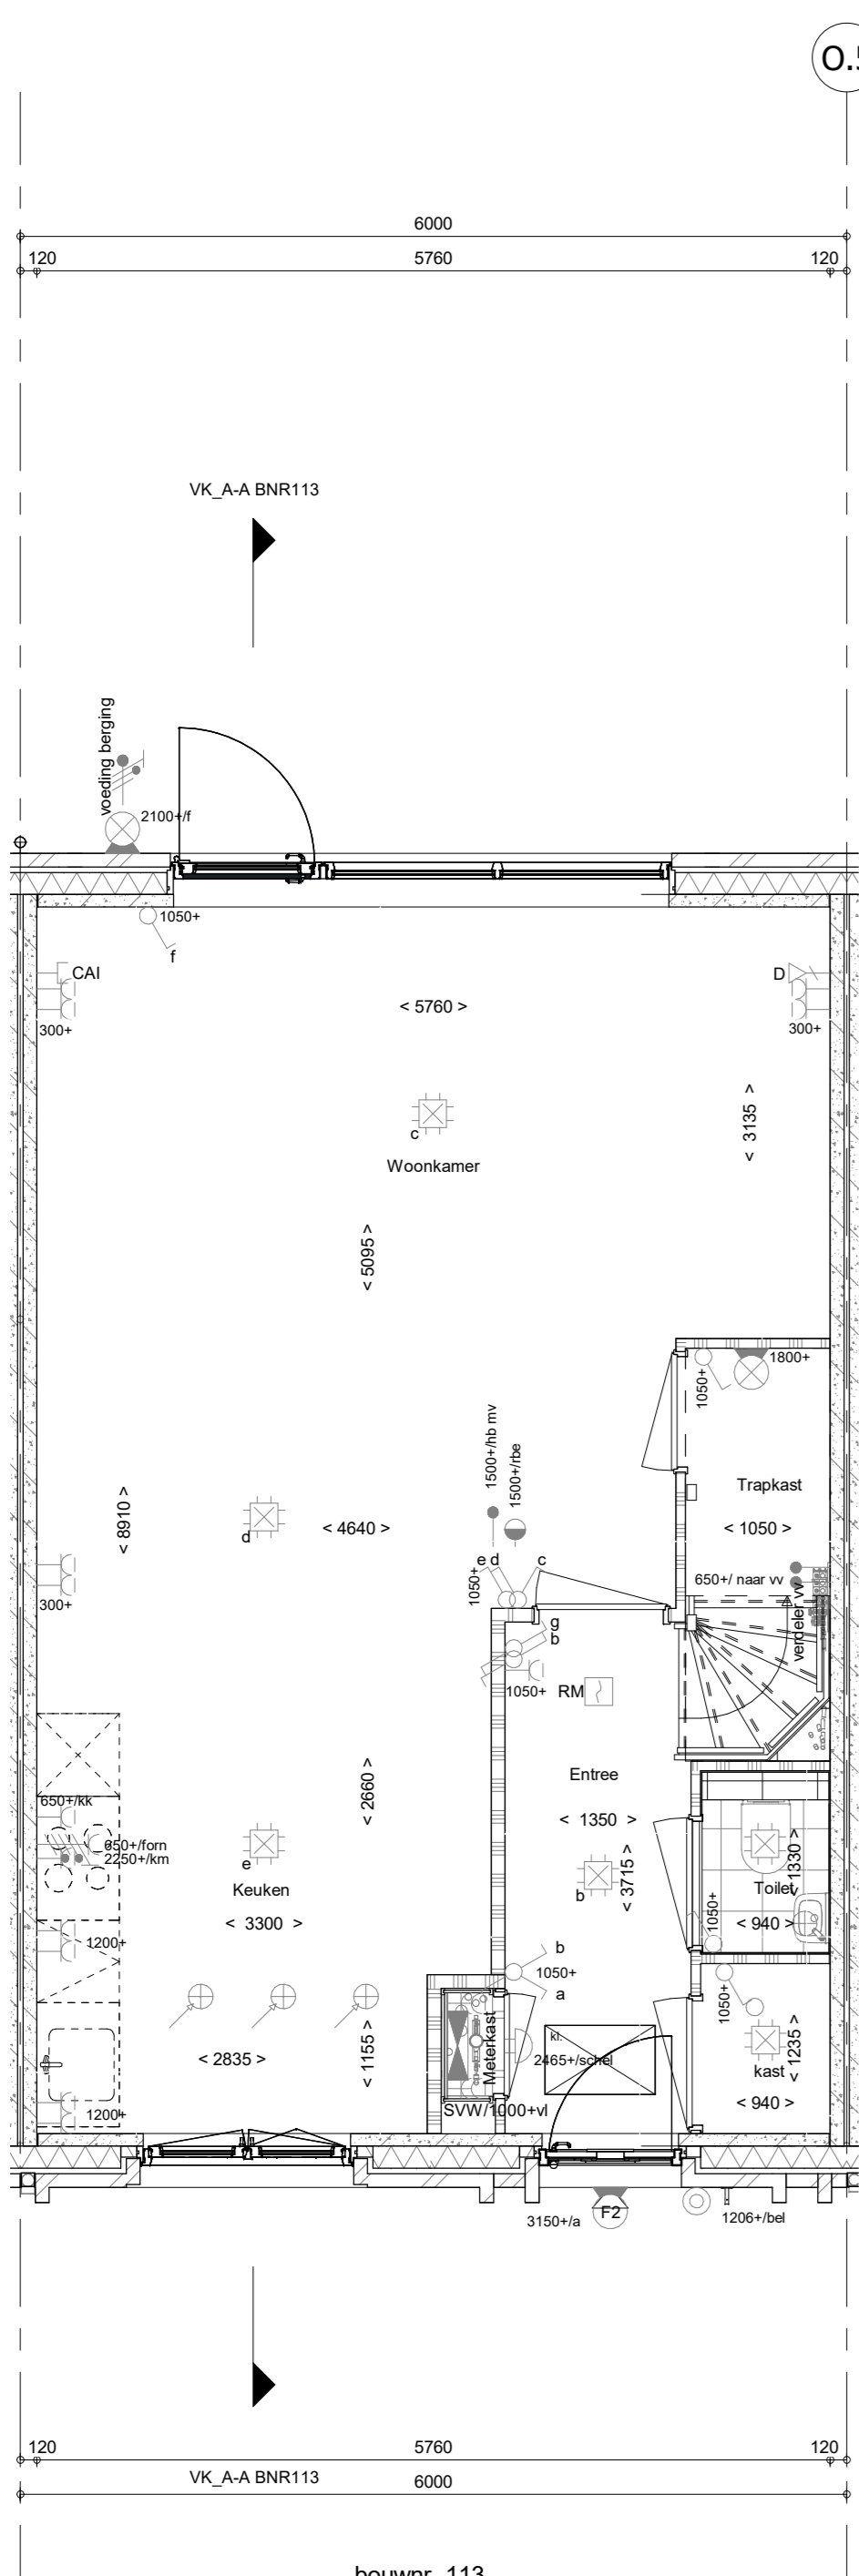 0.5
6000
120 5760 120
VK_A-A BNR113
voeding berging
2100+/f
1050+
f
CAI
D
300+
300+
< 5760 >
< 3135 >
c
Woonkamer
< 5095 >
1050+
1800+
1500+/hb mv
1500+/rbe
Trapkast
< 8910 >
d
< 4640 >
< 1050 >
e d c
1050+
650+/ naar vv
verdeler vv
300+
g
b
1050+
RM
Entree
650+/kk
< 2660 >
< 1350 >
650+/forn
2250+/km
e
Keuken
b
< 3715 >
< 1330 >
Toilet
< 3300 >
1050+
< 940 >
1200+
b
1050+
a
1050+
Meterkast
kl.
2465+/schel
< 2835 >
< 1155 >
kast
< 1235 >
< 940 >
1200+
SVW/1000+vl
3150+/a
F2
1206+/bel
120 5760 120
VK_A-A BNR113
6000
bouwnr. 113